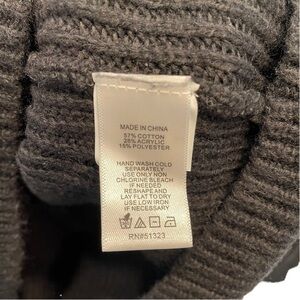 MADE IN CHINA
57% COTTON
28% ACRYLIC
15% POLYESTER
HAND WASH COLD
SEPARATELY
USE ONLY NON
CHLORINE BLEACH
IF NEEDED
RESHAPE AND
LAY FLAT TO DRY
USE LOW IRON
IF NECESSARY
RN#51323